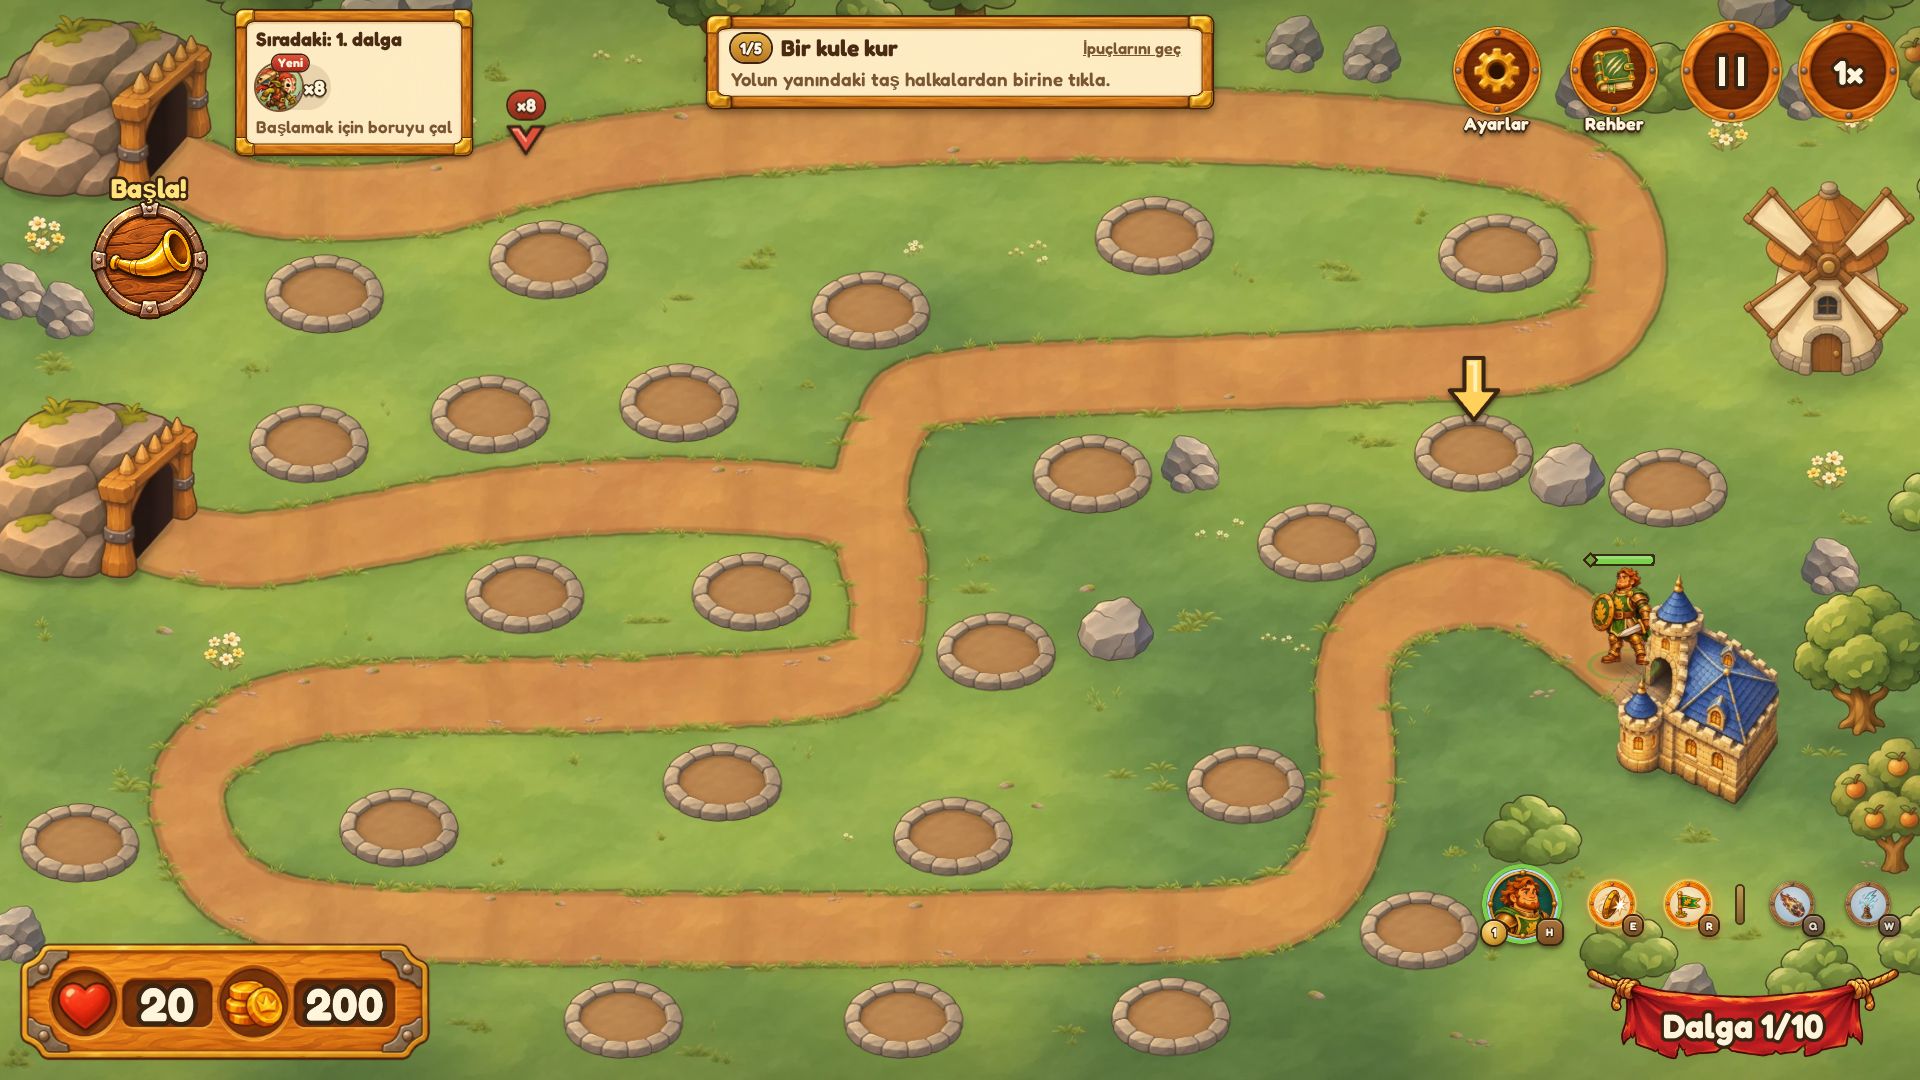 Sıradaki: 1. dalga
Yeni
x8
Başlamak için boruyu çal
x8
1/5 Bir kule kur İpuçlarını geç
Yolun yanındaki taş halkalardan birine tıkla.
Ayarlar
Rehber
1x
Başla!
1
H
E
R
Q
W
20
200
Dalga 1/10